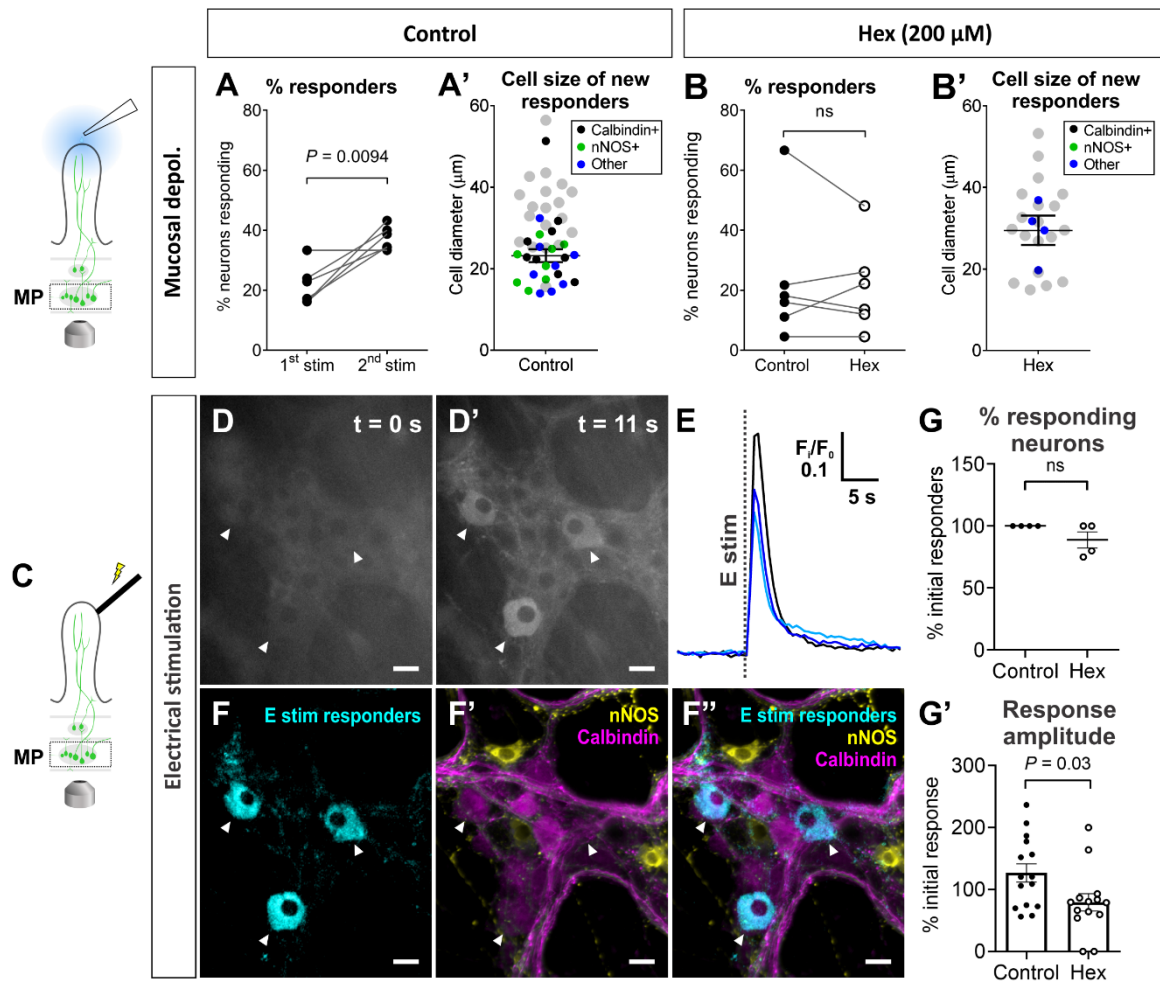 Control
Hex (200 µM)
Mucosal depol.
MP
A
% responders
% neurons responding
80
60
40
20
0
P = 0.0094
1st stim
2nd stim
A'
Cell size of new
responders
Cell diameter (µm)
60
40
20
0
Calbindin+
nNOS+
Other
Control
B
% responders
% neurons responding
80
60
40
20
0
ns
Control
Hex
B'
Cell size of new
responders
Cell diameter (µm)
60
40
20
0
Calbindin+
nNOS+
Other
Hex
Electrical stimulation
C
MP
D
t = 0 s
D'
t = 11 s
E
E stim
Fi/F0
0.1
5 s
G
% responding
neurons
% initial responders
150
100
50
0
ns
Control
Hex
F
E stim responders
F'
nNOS
Calbindin
F"
E stim responders
nNOS
Calbindin
G'
Response
amplitude
% initial response
300
200
100
0
P = 0.03
Control
Hex